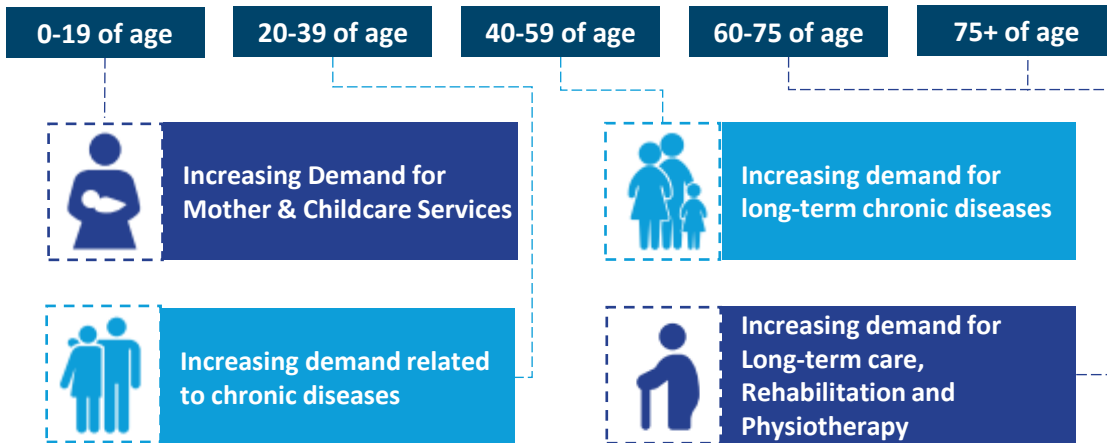 0-19 of age
20-39 of age
40-59 of age
60-75 of age
75+ of age
Increasing Demand for
Mother & Childcare Services
Increasing demand for
long-term chronic diseases
Increasing demand related
to chronic diseases
Increasing demand for
Long-term care,
Rehabilitation and
Physiotherapy